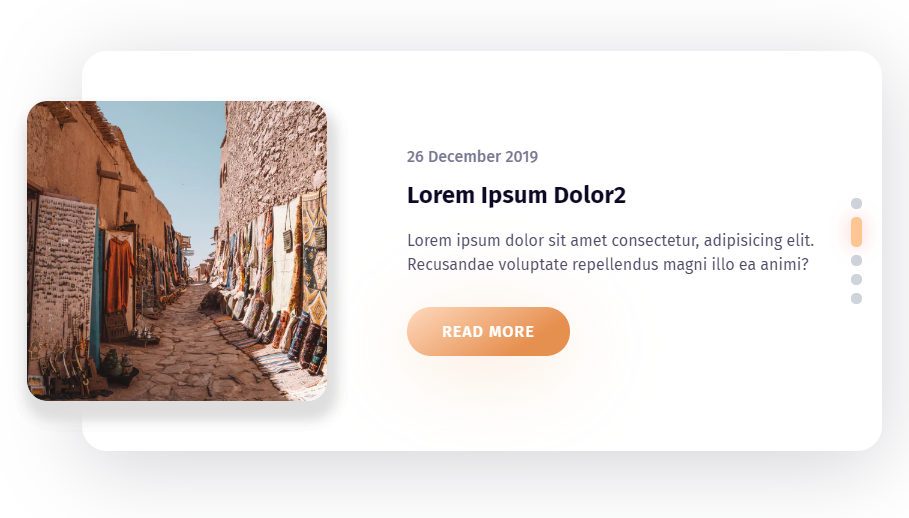 26 December 2019
Lorem Ipsum Dolor2
Lorem ipsum dolor sit amet consectetur, adipisicing elit.
Recusandae voluptate repellendus magni illo ea animi?
READ MORE